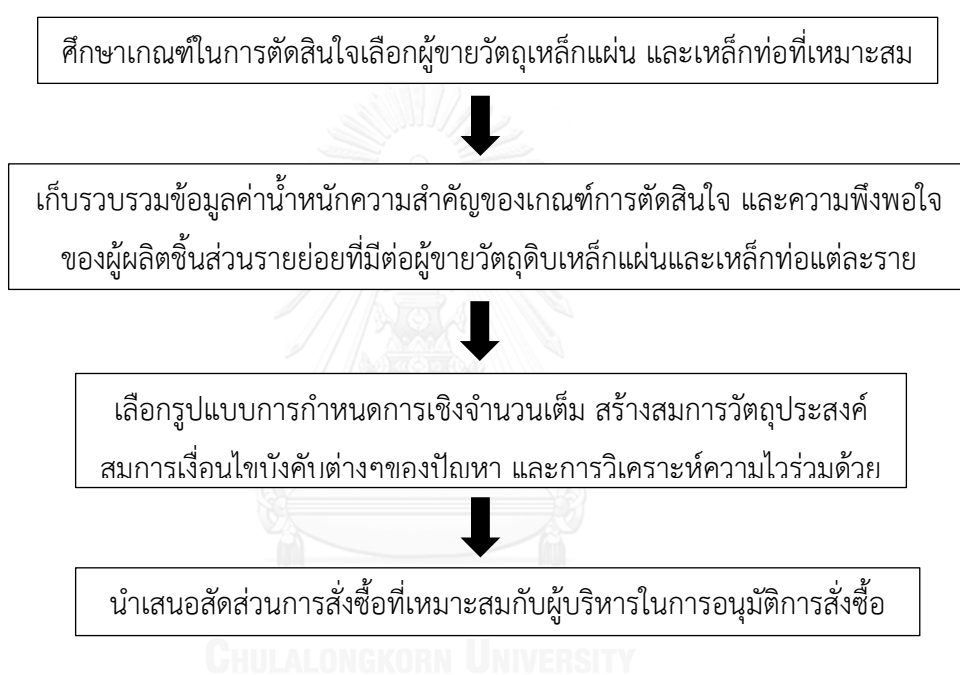 ศึกษาเกณฑ์ในการตัดสินใจเลือกผู้ขายวัตถุเหล็กแผ่น และเหล็กท่อที่เหมาะสม
เก็บรวบรวมข้อมูลค่าน้ำหนักความสำคัญของเกณฑ์การตัดสินใจ และความพึงพอใจ
ของผู้ผลิตชิ้นส่วนรายย่อยที่มีต่อผู้ขายวัตถุดิบเหล็กแผ่นและเหล็กท่อแต่ละราย
เลือกรูปแบบการกำหนดการเชิงจำนวนเต็ม สร้างสมการวัตถุประสงค์
สมการเงื่อนไขบังคับต่างๆของปัญหา และการวิเคราะห์ความไวร่วมด้วย
นำเสนอสัดส่วนการสั่งซื้อที่เหมาะสมกับผู้บริหารในการอนุมัติการสั่งซื้อ
CHULALONGKORN UNIVERSITY